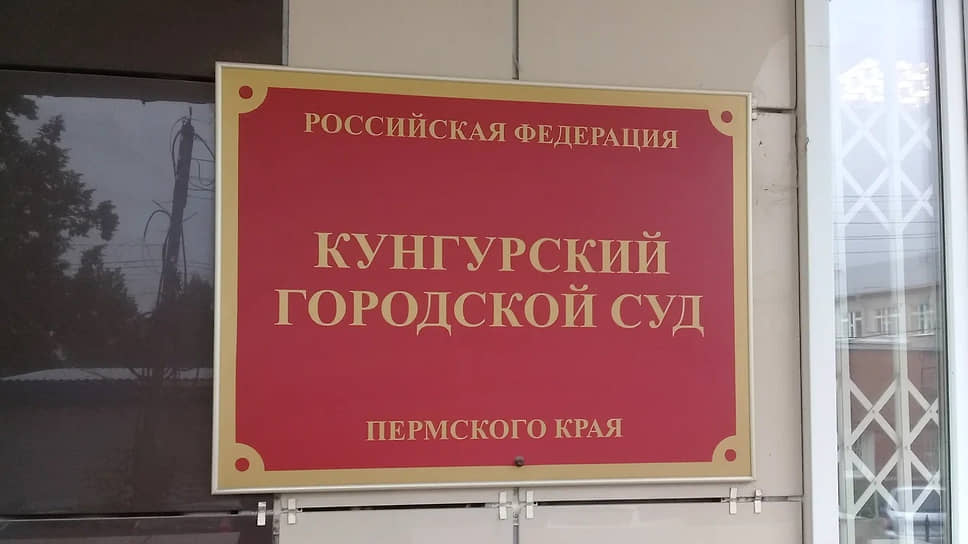 РОССИЙСКАЯ ФЕДЕРАЦИЯ
КУНГУРСКИЙ
ГОРОДСКОЙ СУД
ПЕРМСКОГО КРАЯ